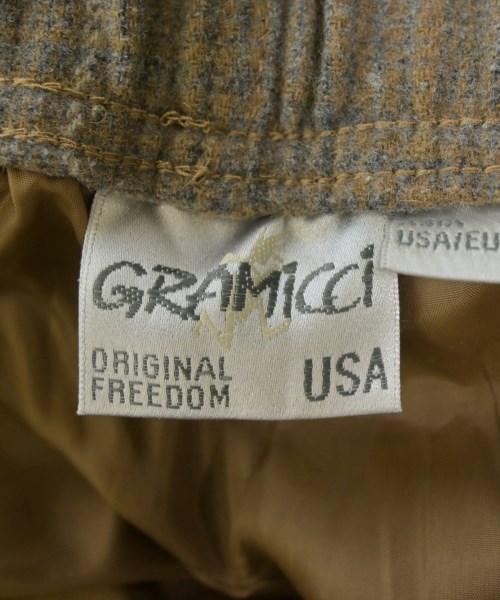 GRAMICCI
ORIGINAL
FREEDOM
USA
USA/EU